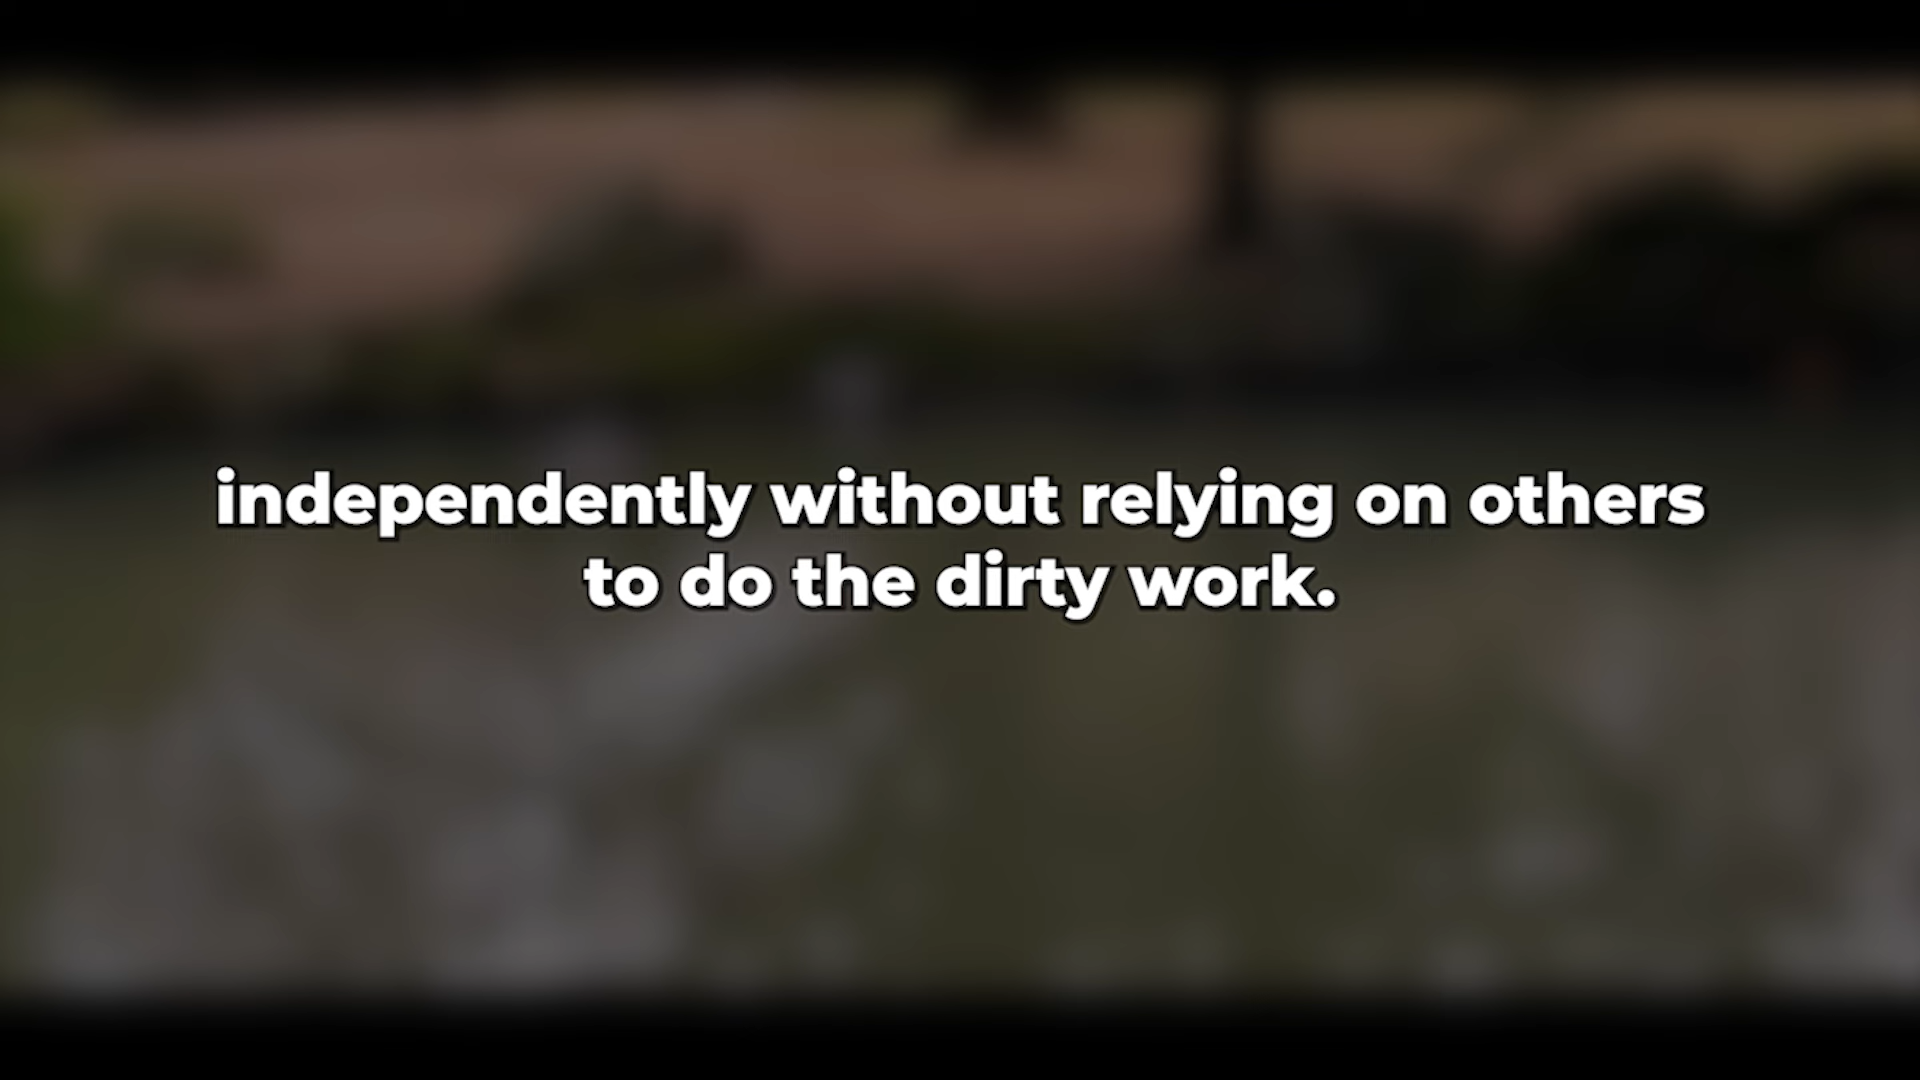 independently without relying on others
to do the dirty work.